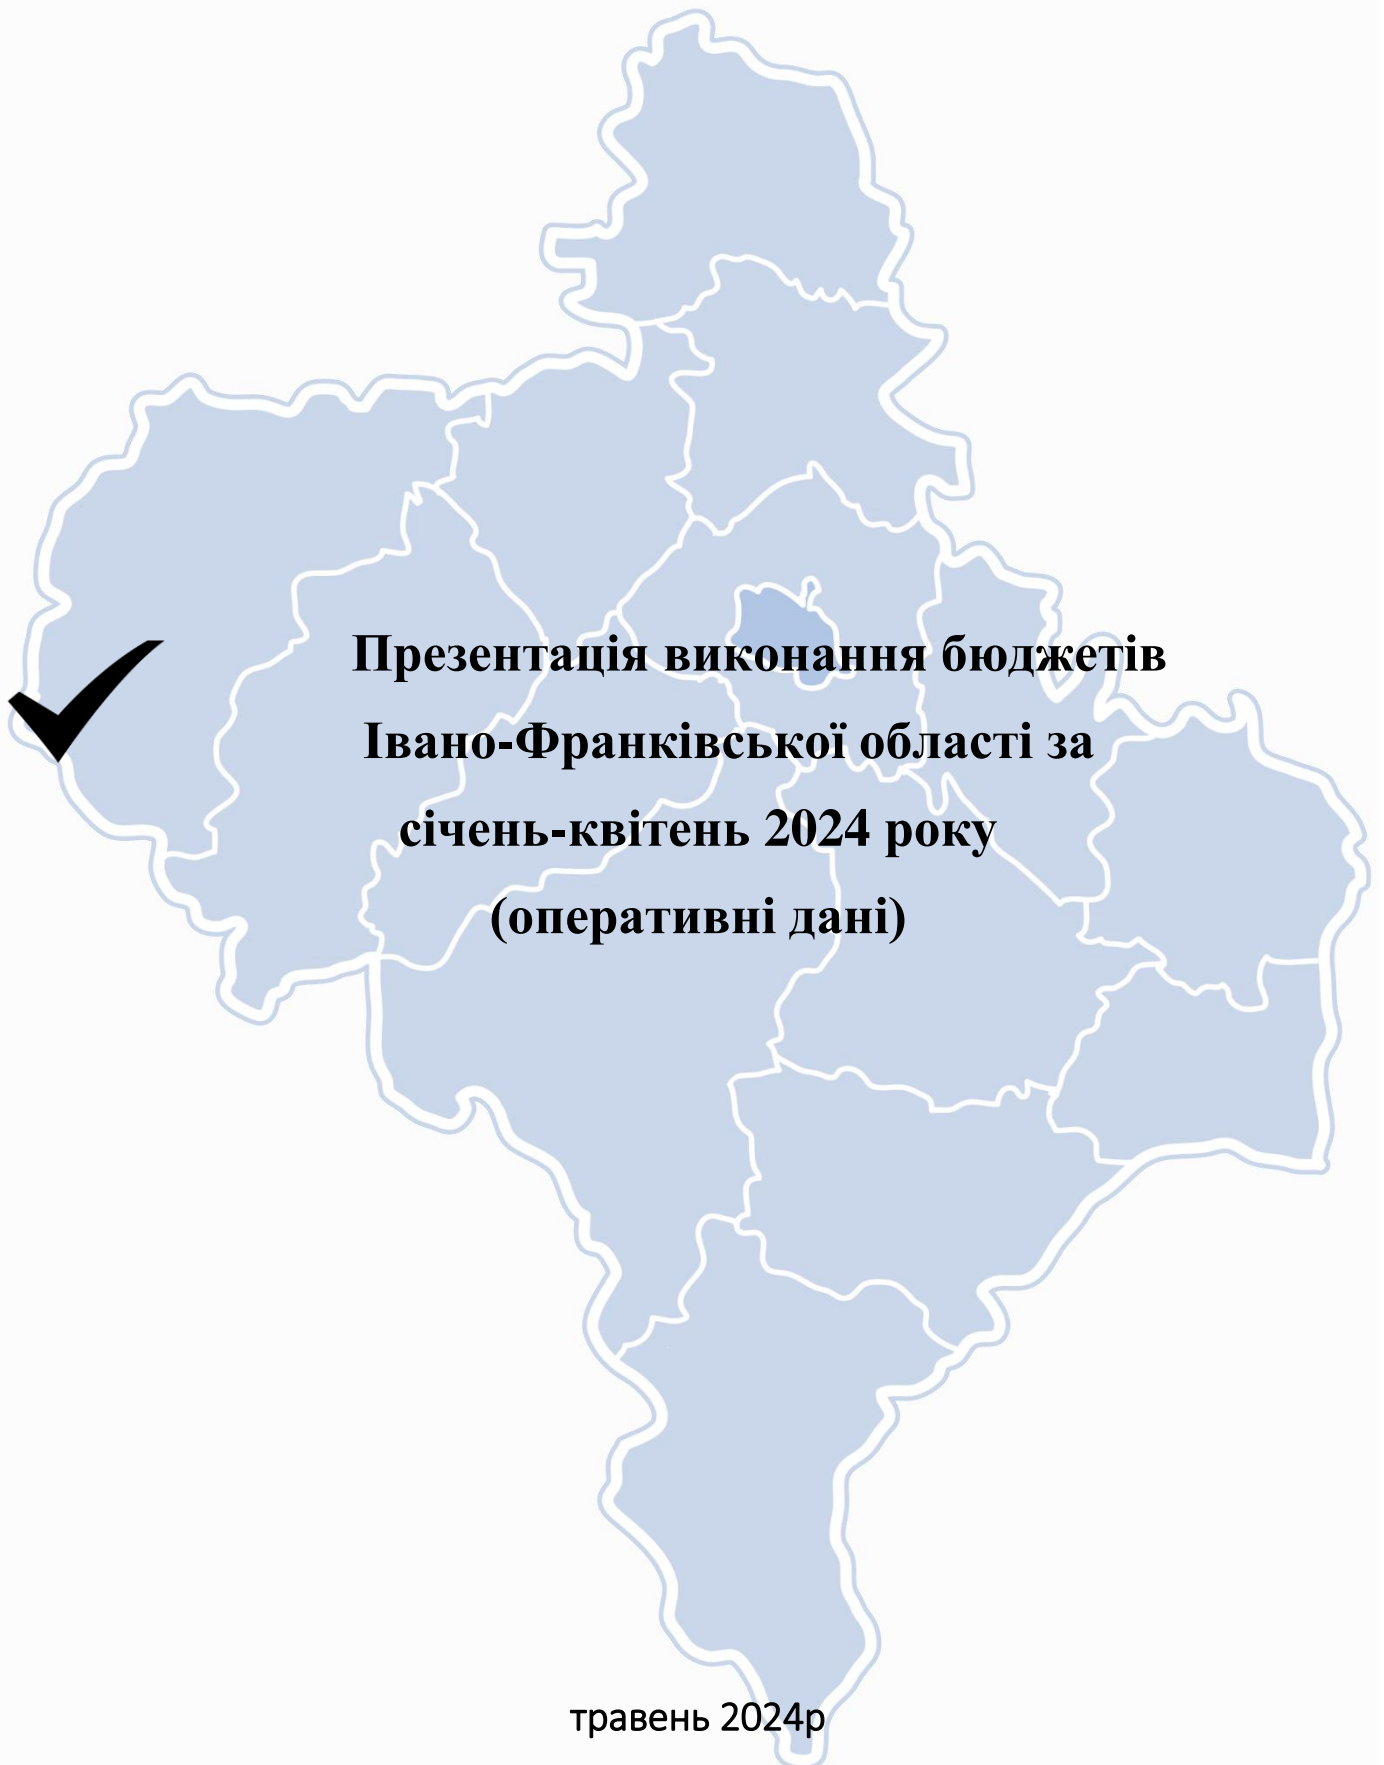 Презентація виконання бюджетів
Івано-Франківської області за
січень-квітень 2024 року
(оперативні дані)
травень 2024р